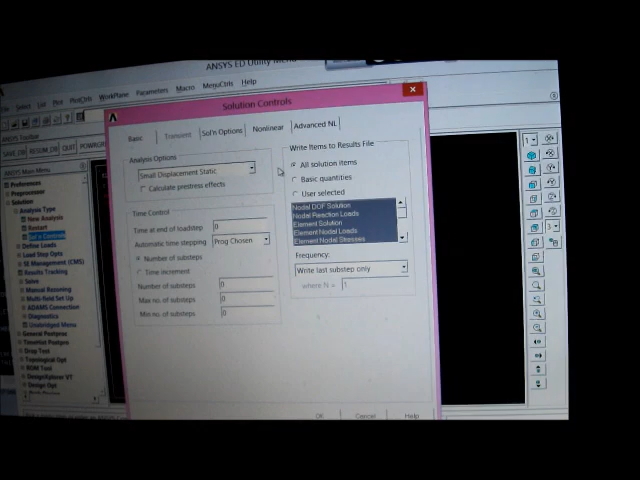 ANSYS ED Utility Menu
List Plot PlotCtrls WorkPlane Parameters Macro MenuCtrls Help
ANSYS Toolbar
SAVE_DB RESUM_DB QUIT
ANSYS Main Menu
Preferences
Preprocessor
Solution
Analysis Type
New Analysis
Restart
Sol'n Controls
Define Loads
Load Step Opts
SE Management (CMS)
Results Tracking
Solve
Manual Rezoning
Multi-field Set Up
ADAMS Connection
Diagnostics
Unabridged Menu
General Postproc
TimeHist Postpro
Drop Test
Topological Opt
DesignXplorer VT
Design Opt
Solution Controls
Basic
Transient
Sol'n Options
Nonlinear
Advanced NL
Analysis Options
Small Displacement Static
Calculate prestress effects
Time Control
Time at end of loadstep 0
Automatic time stepping Prog Chosen
Number of substeps
Time increment
Number of substeps 0
Max no. of substeps 0
Min no. of substeps 0
Write Items to Results File
All solution items
Basic quantities
User selected
Nodal DOF Solution
Nodal Reaction Loads
Element Solution
Element Nodal Loads
Element Nodal Stresses
Frequency:
Write last substep only
where N = 1
OK Cancel Help
1
3